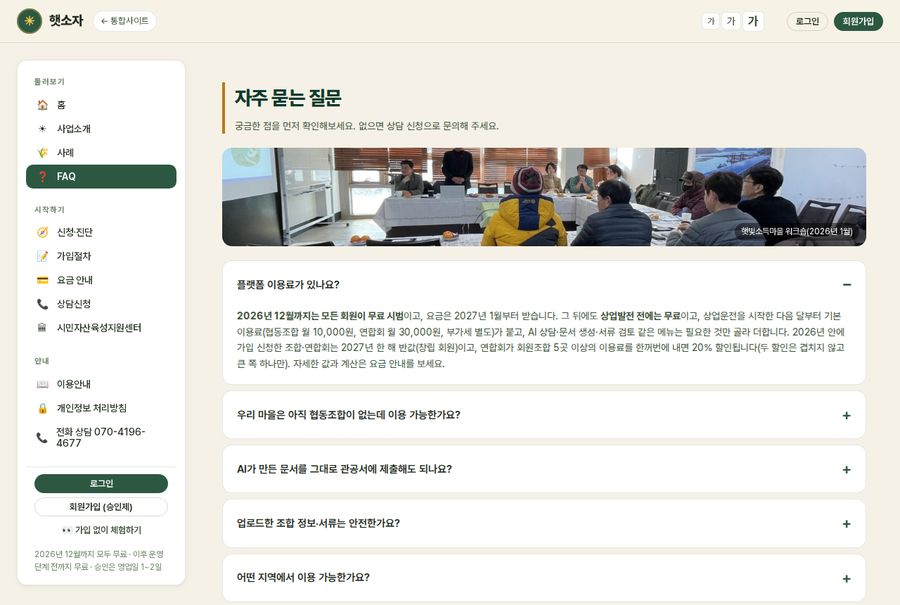 햇소자
← 통합사이트
가 가 가
로그인
회원가입
둘러보기
홈
사업소개
사례
FAQ
시작하기
신청·진단
가입절차
요금 안내
상담신청
시민자산육성지원센터
안내
이용안내
개인정보 처리방침
전화 상담 070-4196-
4677
로그인
회원가입 (승인제)
가입 없이 체험하기
2026년 12월까지 모두 무료 · 이후 운영
단계 전까지 무료 · 승인은 영업일 1~2일
자주 묻는 질문
궁금한 점을 먼저 확인해보세요. 없으면 상담 신청으로 문의해 주세요.
햇빛소득마을 워크숍(2026년 1월)
플랫폼 이용료가 있나요?
2026년 12월까지는 모든 회원이 무료 시범이고, 요금은 2027년 1월부터 받습니다. 그 뒤에도 상업발전 전에는 무료이고, 상업운전을 시작한 다음 달부터 기본
이용료(협동조합 월 10,000원, 연합회 월 30,000원, 부가세 별도)가 붙고, AI 상담·문서 생성·서류 검토 같은 메뉴는 필요한 것만 골라 더합니다. 2026년 안에
가입 신청한 조합·연합회는 2027년 한 해 반값(창립 회원)이고, 연합회가 회원조합 5곳 이상의 이용료를 한꺼번에 내면 20% 할인됩니다(두 할인은 겹치지 않고
큰 쪽 하나만). 자세한 값과 계산은 요금 안내를 보세요.
우리 마을은 아직 협동조합이 없는데 이용 가능한가요?
AI가 만든 문서를 그대로 관공서에 제출해도 되나요?
업로드한 조합 정보·서류는 안전한가요?
어떤 지역에서 이용 가능한가요?